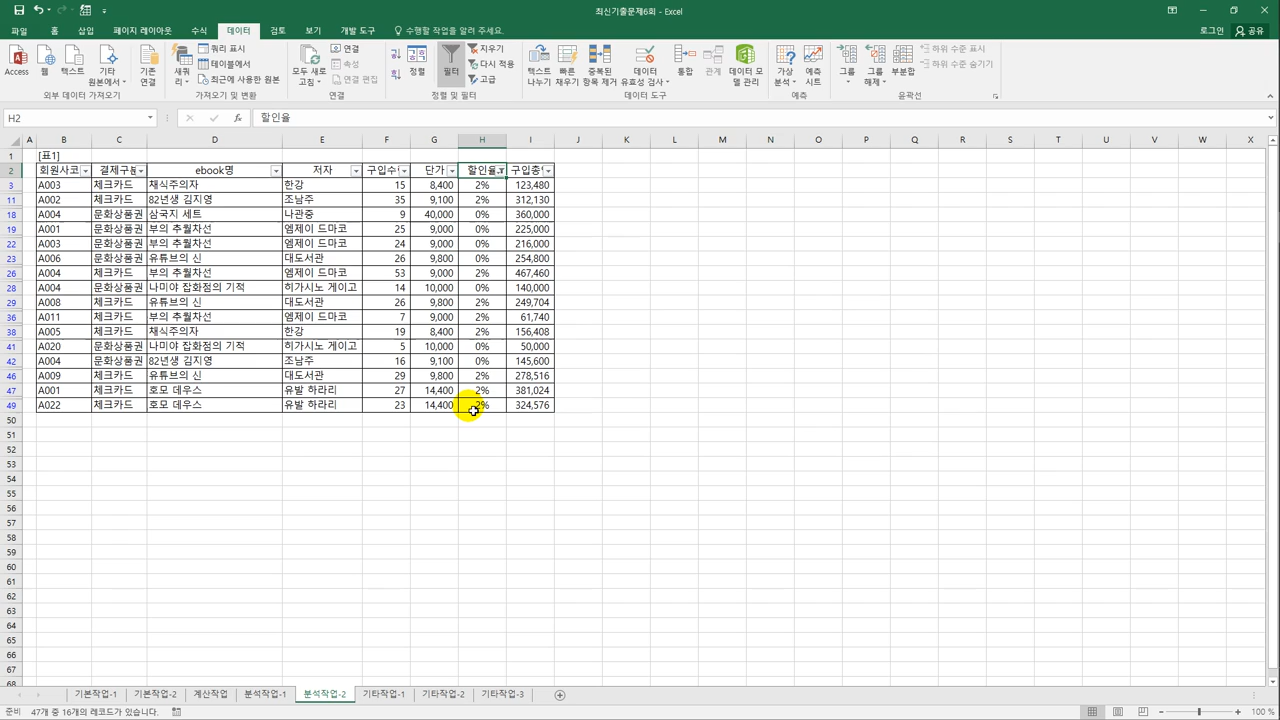 최신기출문제6회 - Excel
파일 홈 삽입 페이지 레이아웃 수식 데이터 검토 보기 개발 도구 수행할 작업을 알려 주세요. 로그인 공유
Access 웹 텍스트 기타 원본에서 기존 연결
새 쿼리 쿼리 표시 테이블에서 최근에 사용한 원본
모두 새로 고침 연결 속성 연결 편집
정렬 필터 지우기 다시 적용 고급
텍스트 나누기 빠른 채우기 중복된 항목 제거 데이터 유효성 검사 통합 관계 데이터 모델 관리
가상 분석 예측 시트
그룹 그룹 해제 부분합 하위 수준 표시 하위 수준 숨기기
외부 데이터 가져오기 가져오기 및 변환 연결 정렬 및 필터 데이터 도구 예측 윤곽선
H2 fx 할인율
A B C D E F G H I J K L M N O P Q R S T U V W X
1 [표1]
2 회원사코 결제구분 ebook명 저자 구입수 단가 할인율 구입총
3 A003 체크카드 채식주의자 한강 15 8,400 2% 123,480
11 A002 체크카드 82년생 김지영 조남주 35 9,100 2% 312,130
18 A004 문화상품권 삼국지 세트 나관중 9 40,000 0% 360,000
19 A001 문화상품권 부의 추월차선 엠제이 드마코 25 9,000 0% 225,000
22 A003 문화상품권 부의 추월차선 엠제이 드마코 24 9,000 0% 216,000
23 A006 문화상품권 유튜브의 신 대도서관 26 9,800 0% 254,800
26 A004 체크카드 부의 추월차선 엠제이 드마코 53 9,000 2% 467,460
28 A004 문화상품권 나미야 잡화점의 기적 히가시노 게이고 14 10,000 0% 140,000
29 A008 체크카드 유튜브의 신 대도서관 26 9,800 2% 249,704
36 A011 체크카드 부의 추월차선 엠제이 드마코 7 9,000 2% 61,740
38 A005 체크카드 채식주의자 한강 19 8,400 2% 156,408
41 A020 문화상품권 나미야 잡화점의 기적 히가시노 게이고 5 10,000 0% 50,000
42 A004 문화상품권 82년생 김지영 조남주 16 9,100 0% 145,600
46 A009 체크카드 유튜브의 신 대도서관 29 9,800 2% 278,516
47 A001 체크카드 호모 데우스 유발 하라리 27 14,400 2% 381,024
49 A022 체크카드 호모 데우스 유발 하라리 23 14,400 2% 324,576
50
51
52
53
54
55
56
57
58
59
60
61
62
63
64
65
66
67
68
기본작업-1 기본작업-2 계산작업 분석작업-1 분석작업-2 기타작업-1 기타작업-2 기타작업-3
준비 47개 중 16개의 레코드가 있습니다. 100 %